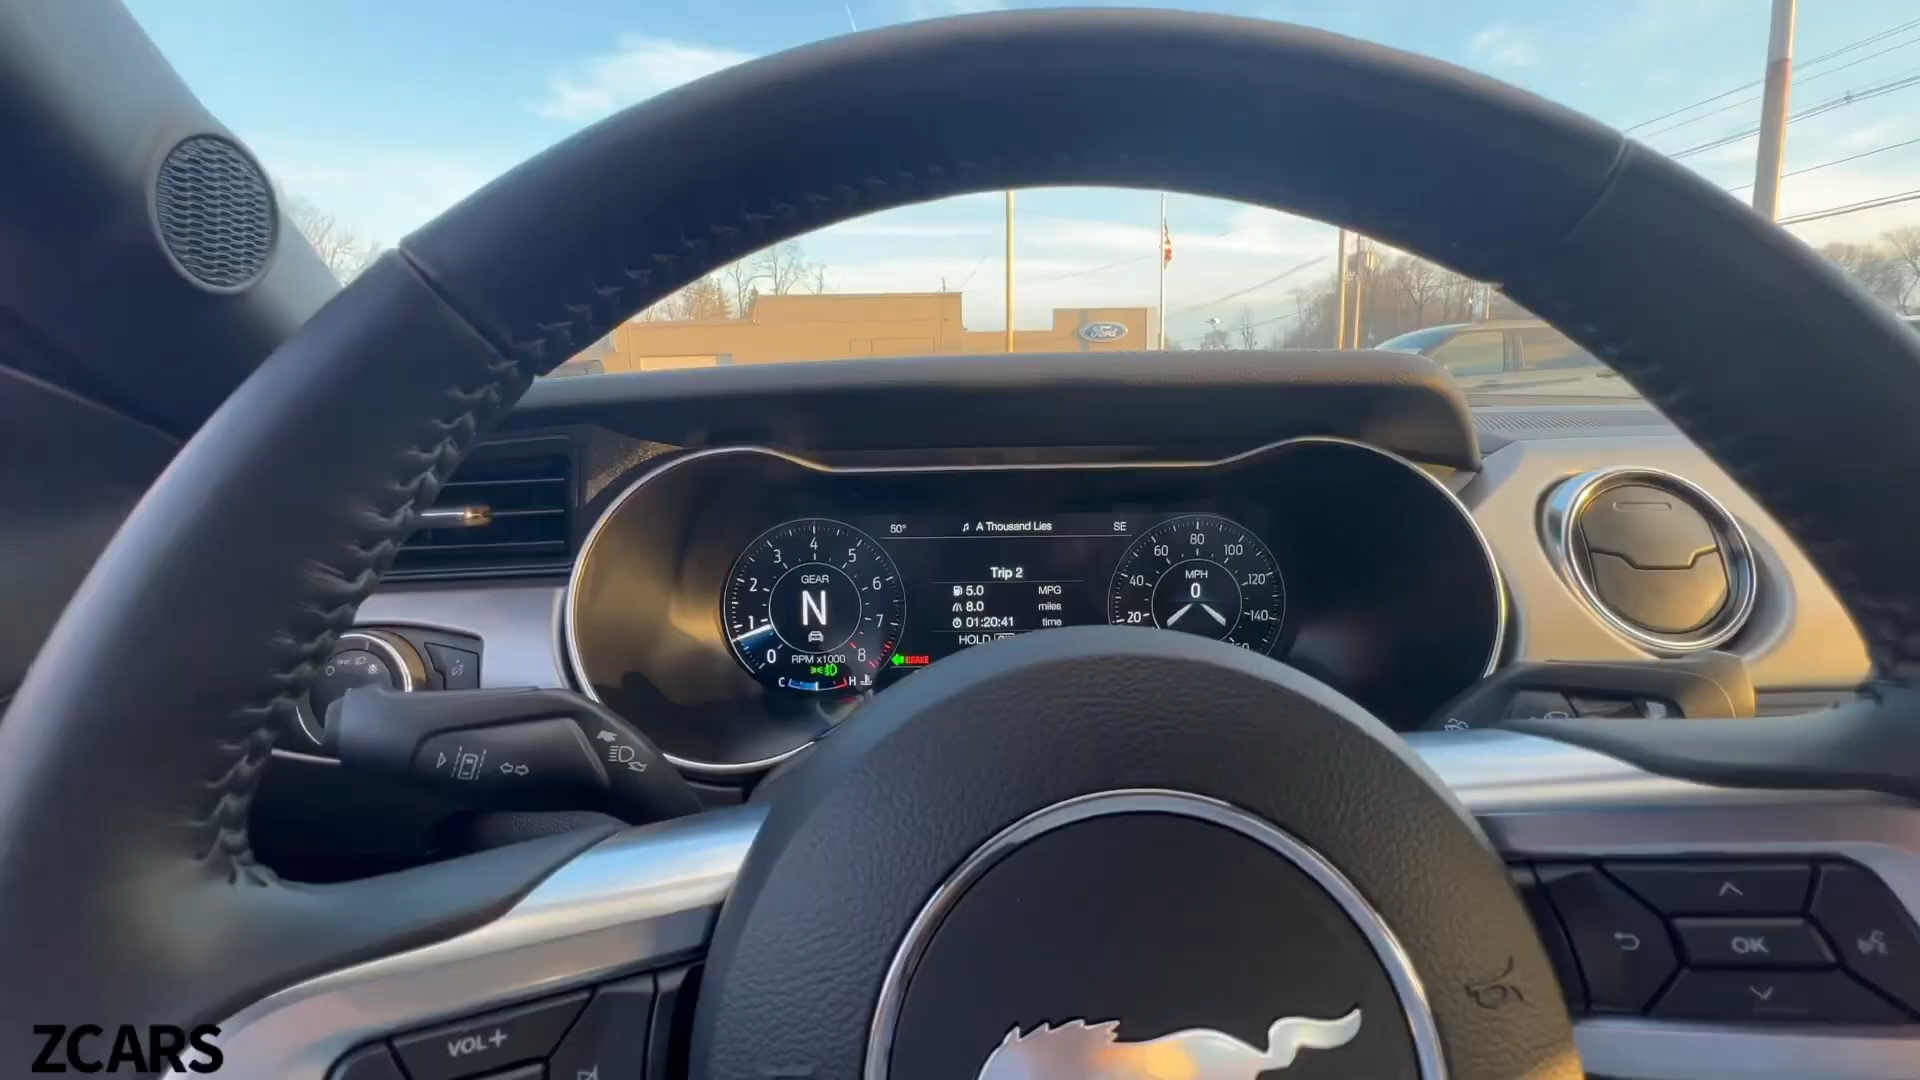 Ford
50° A Thousand Lies SE
Trip 2
5.0 MPG
8.0 miles
01:20:41 time
HOLD
0 1 2 3 4 5 6 7 8
GEAR
N
RPM x1000
C H
BRAKE
20 40 60 80 100 120 140
MPH
0
OK
VOL+
ZCARS